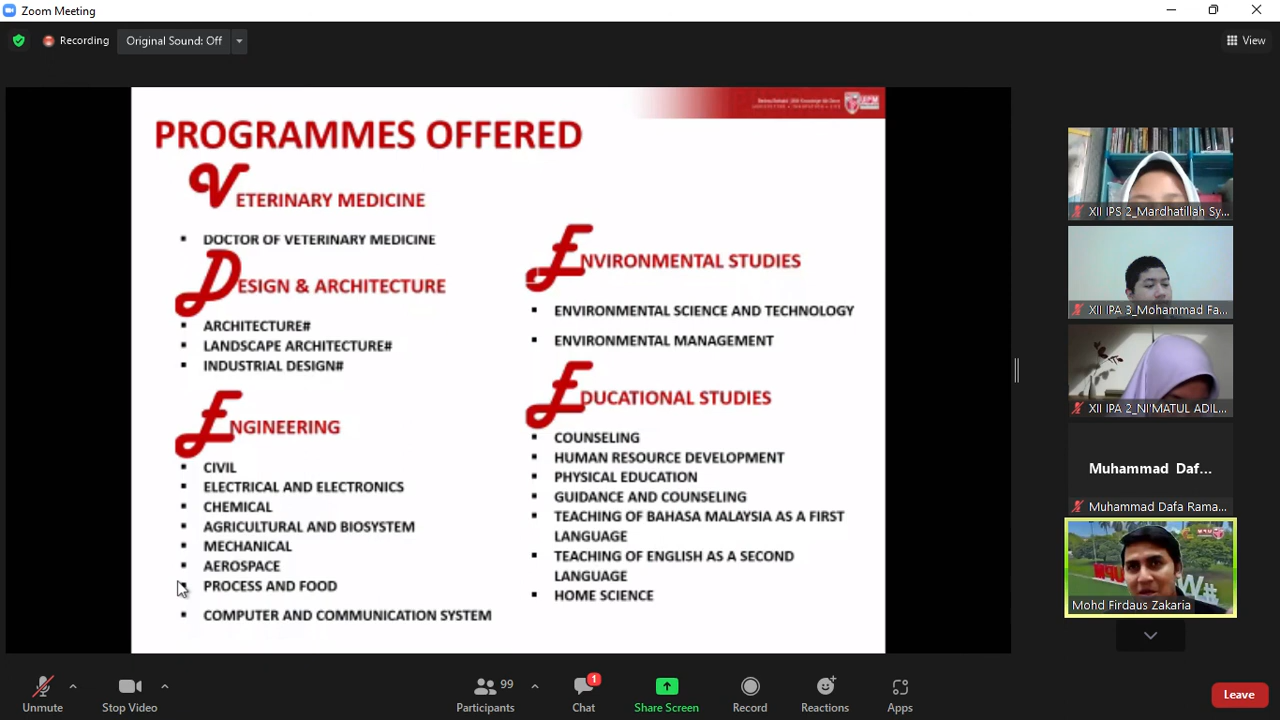 Zoom Meeting
Recording
Original Sound: Off
View
UPM
PROGRAMMES OFFERED
VETERINARY MEDICINE
▪ DOCTOR OF VETERINARY MEDICINE
DESIGN & ARCHITECTURE
▪ ARCHITECTURE#
▪ LANDSCAPE ARCHITECTURE#
▪ INDUSTRIAL DESIGN#
ENGINEERING
▪ CIVIL
▪ ELECTRICAL AND ELECTRONICS
▪ CHEMICAL
▪ AGRICULTURAL AND BIOSYSTEM
▪ MECHANICAL
▪ AEROSPACE
▪ PROCESS AND FOOD
▪ COMPUTER AND COMMUNICATION SYSTEM
ENVIRONMENTAL STUDIES
▪ ENVIRONMENTAL SCIENCE AND TECHNOLOGY
▪ ENVIRONMENTAL MANAGEMENT
EDUCATIONAL STUDIES
▪ COUNSELING
▪ HUMAN RESOURCE DEVELOPMENT
▪ PHYSICAL EDUCATION
▪ GUIDANCE AND COUNSELING
▪ TEACHING OF BAHASA MALAYSIA AS A FIRST
LANGUAGE
▪ TEACHING OF ENGLISH AS A SECOND
LANGUAGE
▪ HOME SCIENCE
XII IPS 2_Mardhatillah Sy...
XII IPA 3_Mohammad Fa...
XII IPA 2_NI'MATUL ADIL...
Muhammad Daf...
Muhammad Dafa Rama...
UPM
#W
Mohd Firdaus Zakaria
Unmute
Stop Video
99
Participants
1
Chat
Share Screen
Record
Reactions
Apps
Leave